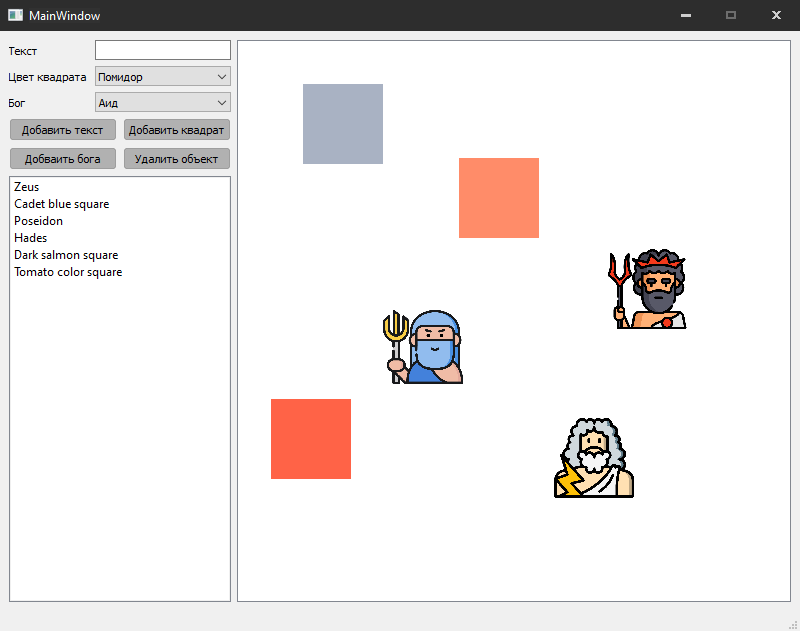 MainWindow
Текст
Цвет квадрата Помидор
Бог Аид
Добавить текст Добавить квадрат
Добваить бога Удалить объект
Zeus
Cadet blue square
Poseidon
Hades
Dark salmon square
Tomato color square